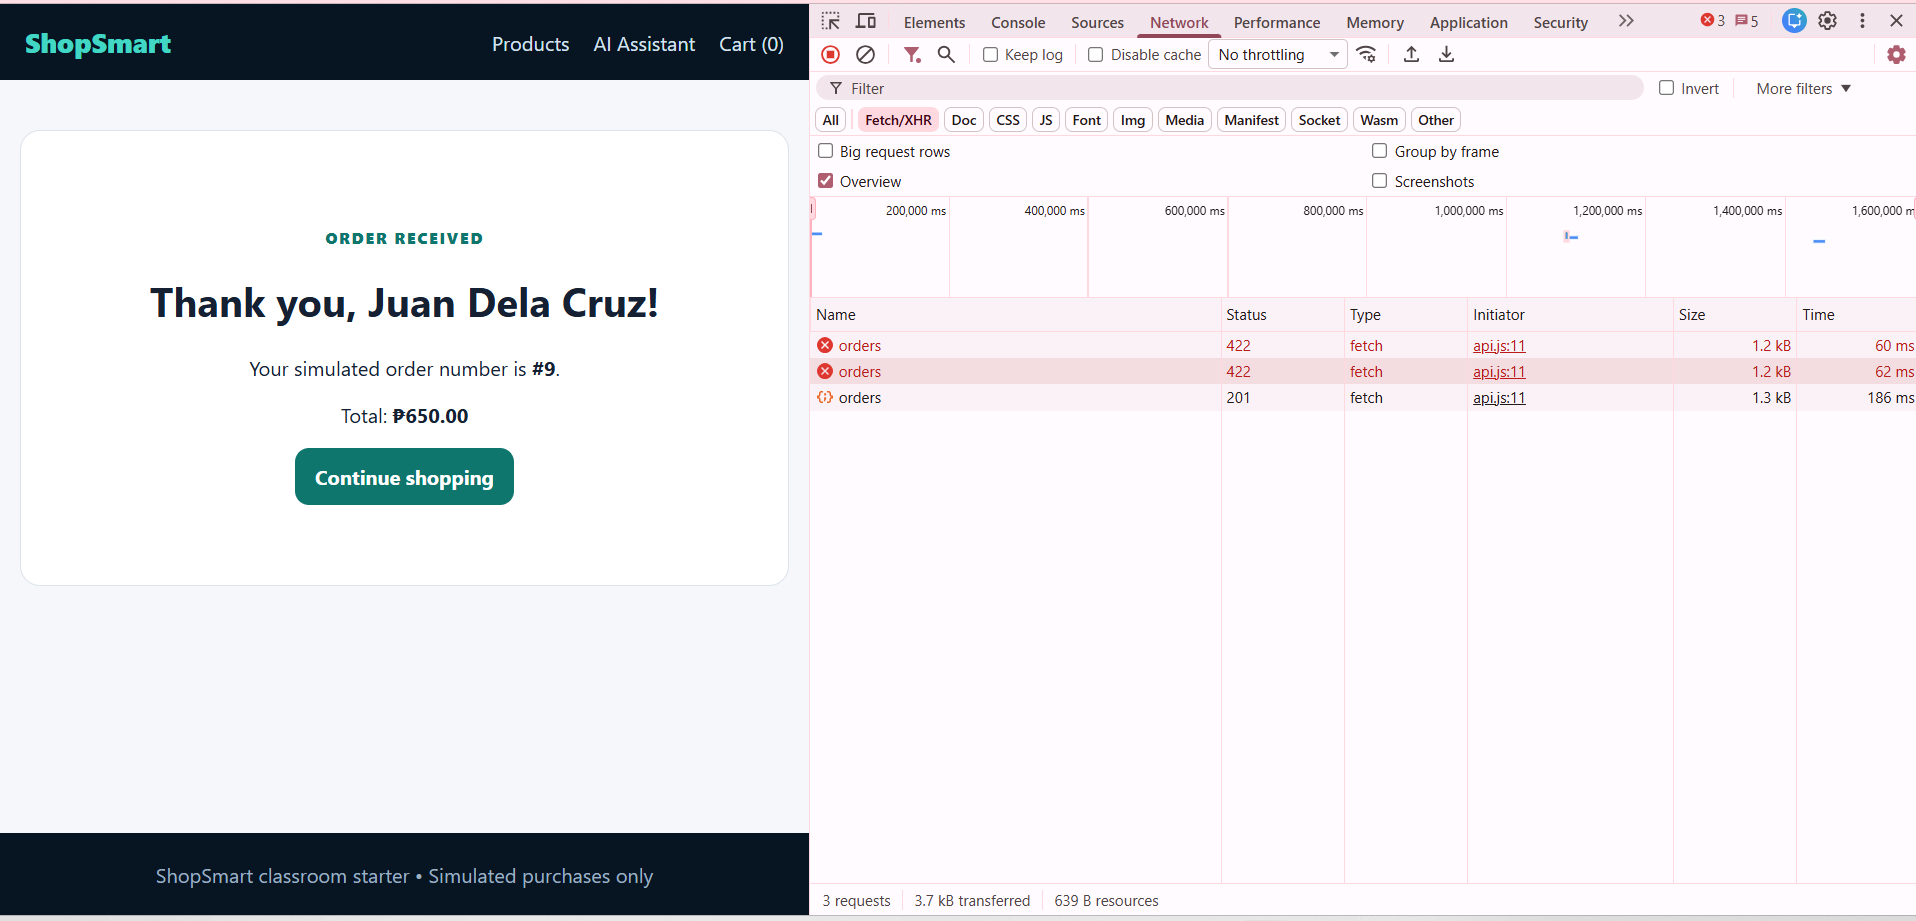 ShopSmart
Products AI Assistant Cart (0)
ORDER RECEIVED
Thank you, Juan Dela Cruz!
Your simulated order number is #9.
Total: ₱650.00
Continue shopping
ShopSmart classroom starter • Simulated purchases only
Elements Console Sources Network Performance Memory Application Security 3 5
Keep log Disable cache No throttling
Filter Invert More filters
All Fetch/XHR Doc CSS JS Font Img Media Manifest Socket Wasm Other
Big request rows Group by frame
Overview Screenshots
200,000 ms 400,000 ms 600,000 ms 800,000 ms 1,000,000 ms 1,200,000 ms 1,400,000 ms 1,600,000 m
Name Status Type Initiator Size Time
orders 422 fetch api.js:11 1.2 kB 60 ms
orders 422 fetch api.js:11 1.2 kB 62 ms
orders 201 fetch api.js:11 1.3 kB 186 ms
3 requests 3.7 kB transferred 639 B resources